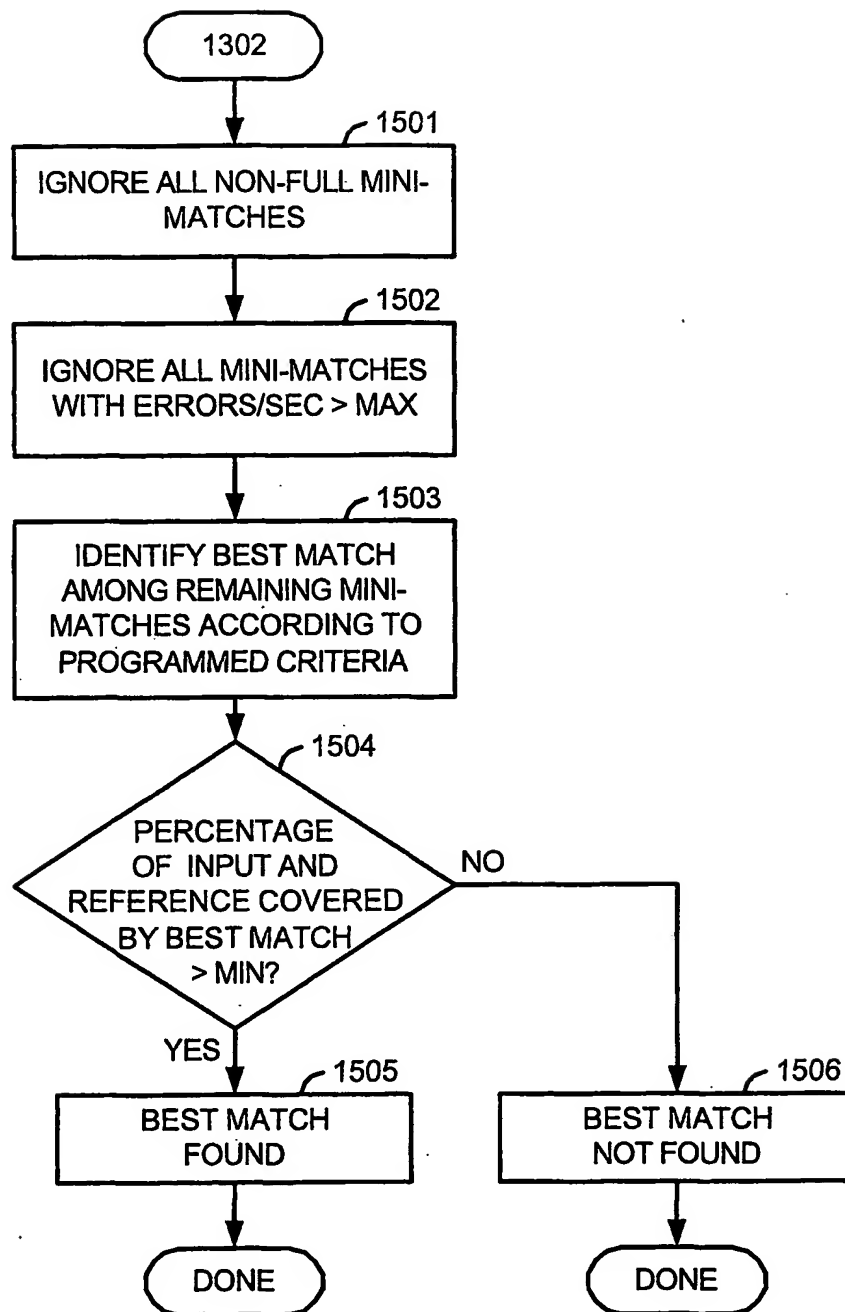 1302
1501
IGNORE ALL NON-FULL MINI-
MATCHES
1502
IGNORE ALL MINI-MATCHES
WITH ERRORS/SEC > MAX
1503
IDENTIFY BEST MATCH
AMONG REMAINING MINI-
MATCHES ACCORDING TO
PROGRAMMED CRITERIA
1504
PERCENTAGE
OF INPUT AND
REFERENCE COVERED
BY BEST MATCH
> MIN?
NO
YES
1505
BEST MATCH
FOUND
1506
BEST MATCH
NOT FOUND
DONE
DONE